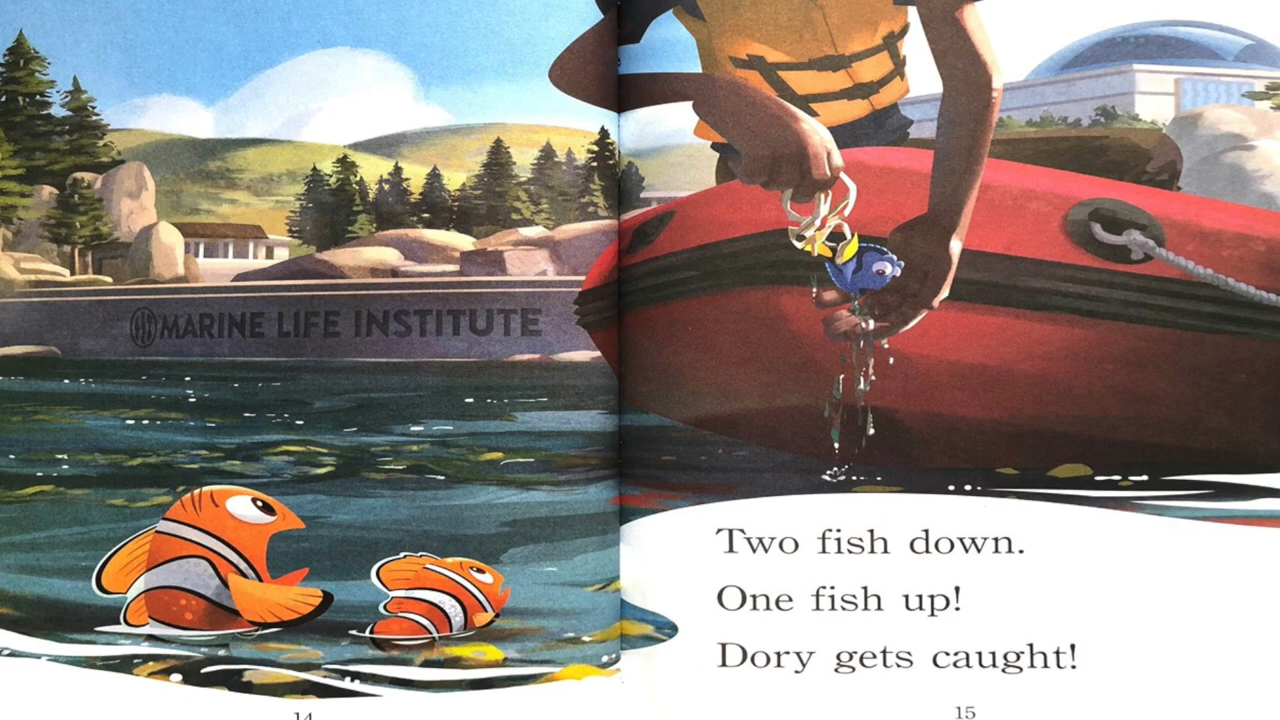 MARINE LIFE INSTITUTE
Two fish down.
One fish up!
Dory gets caught!
14
15